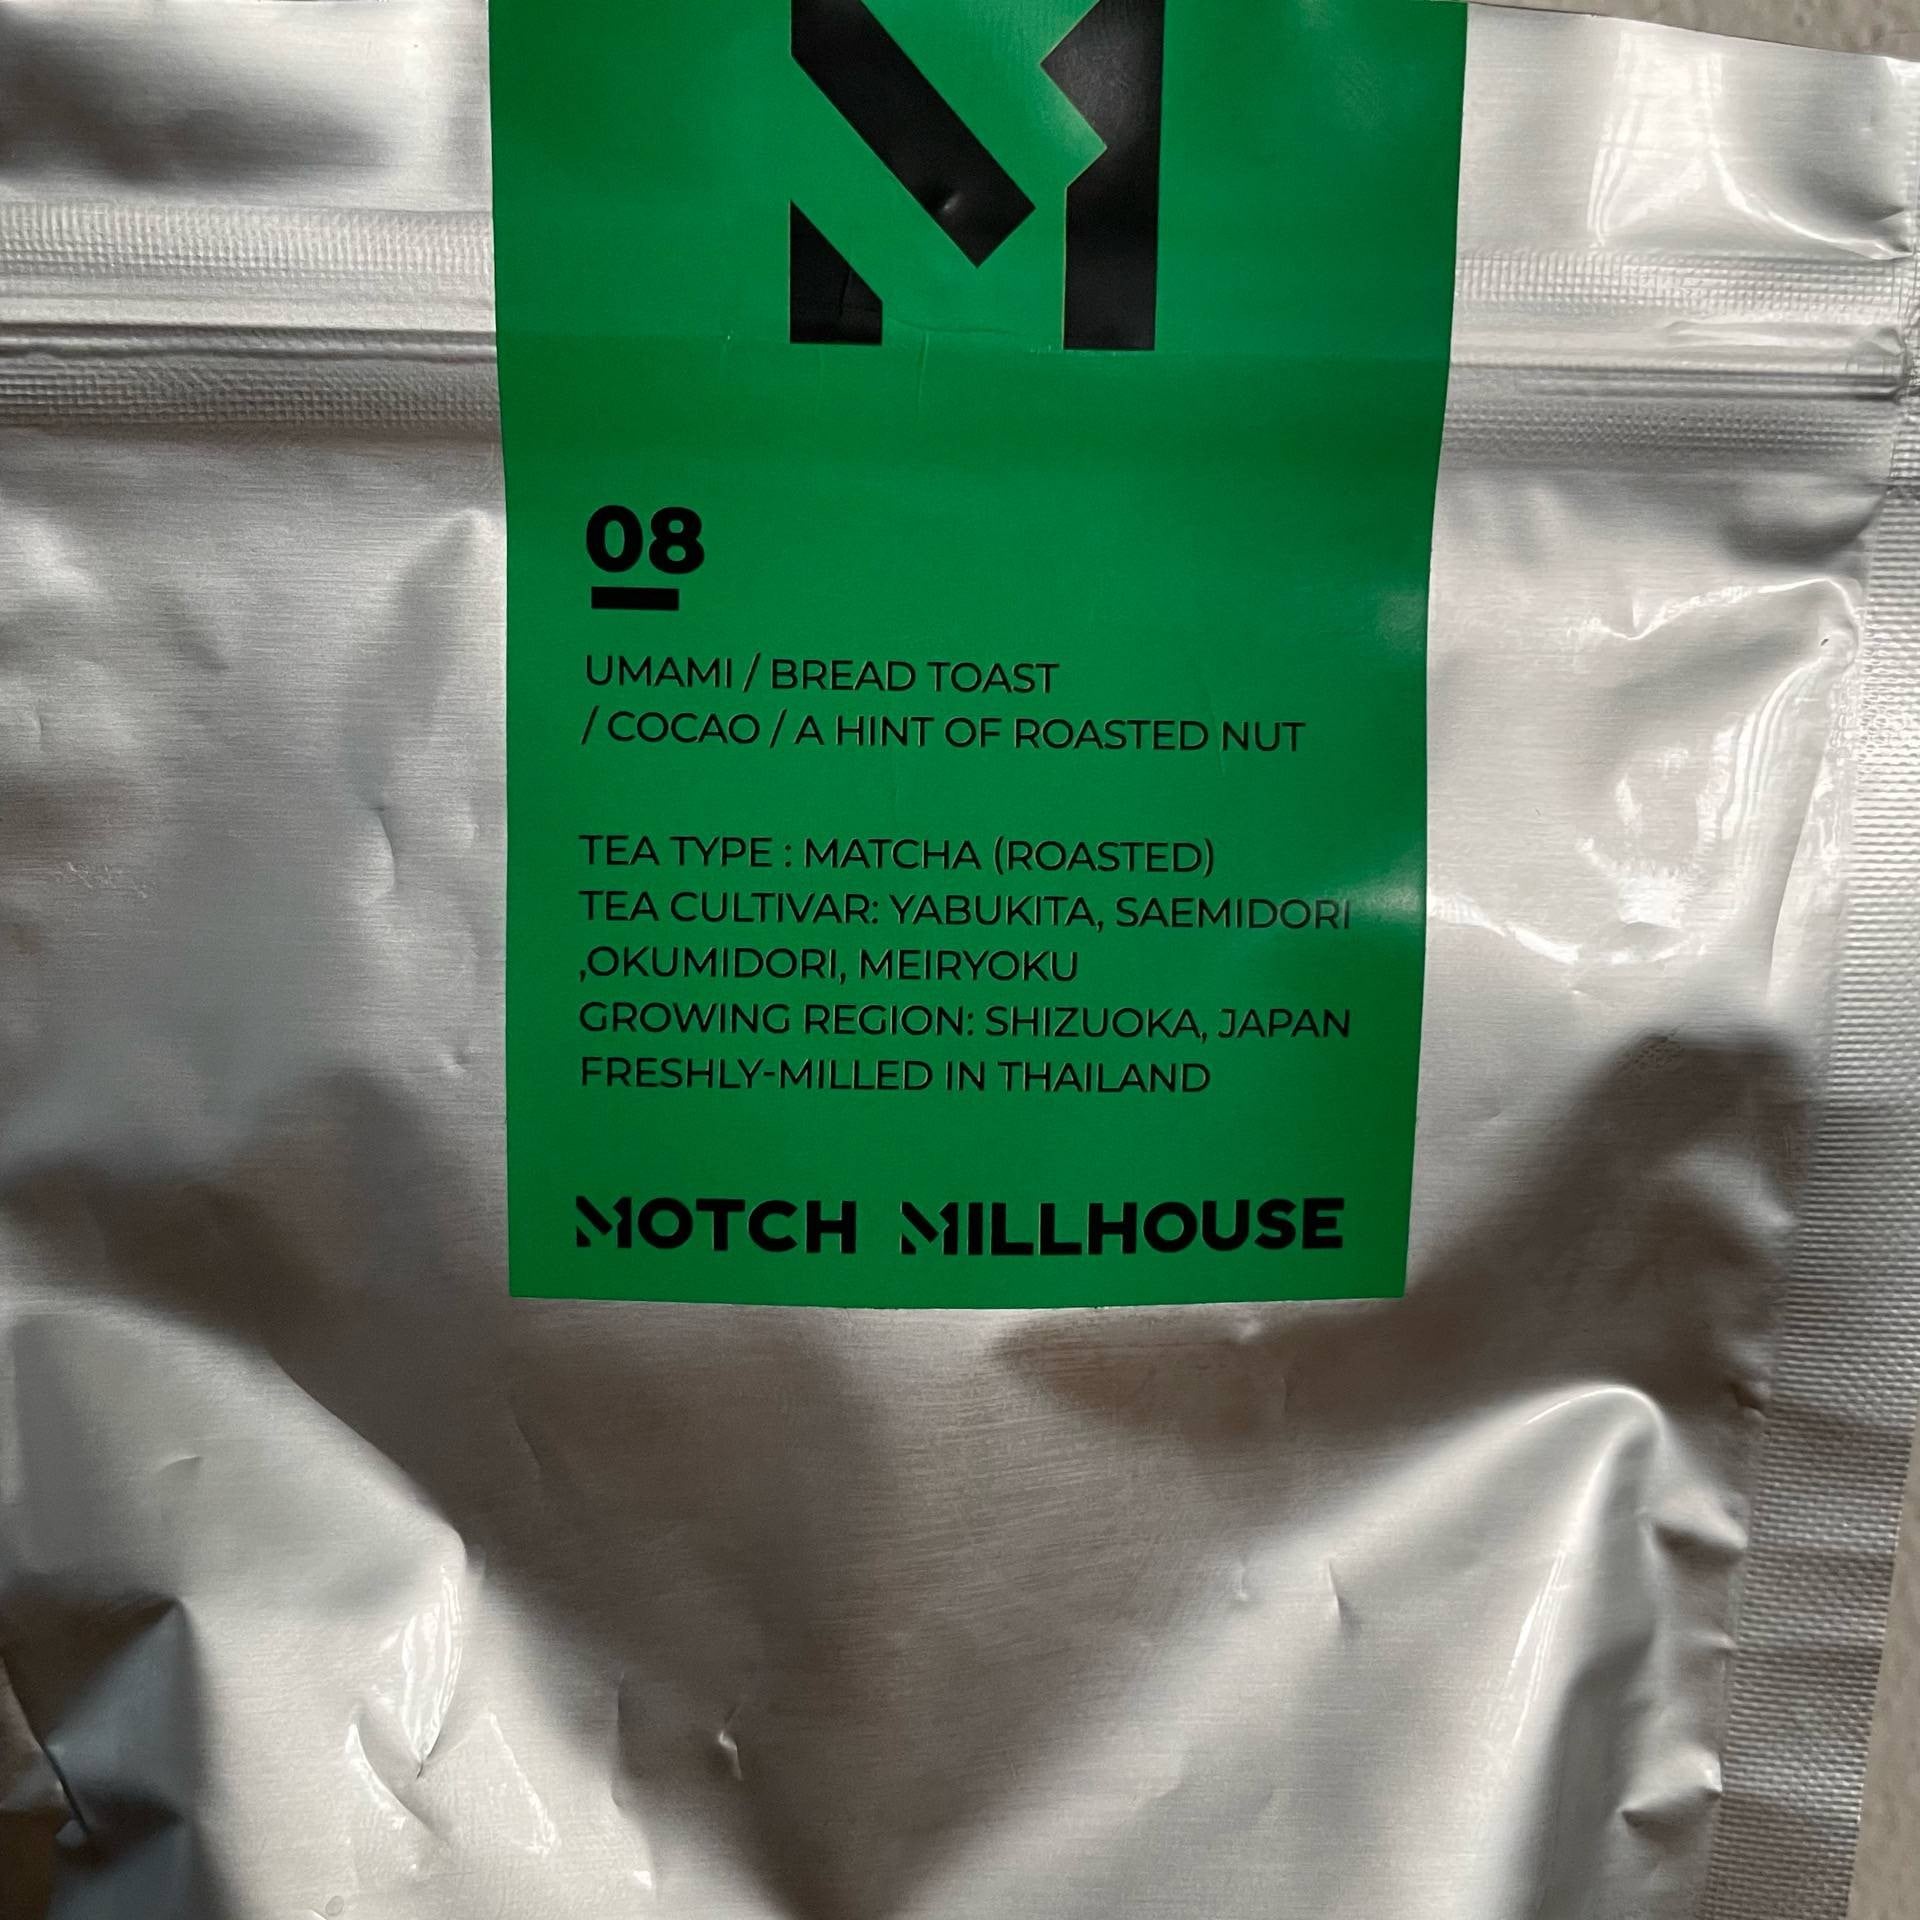 M
08
UMAMI / BREAD TOAST
/ COCAO / A HINT OF ROASTED NUT
TEA TYPE : MATCHA (ROASTED)
TEA CULTIVAR: YABUKITA, SAEMIDORI
,OKUMIDORI, MEIRYOKU
GROWING REGION: SHIZUOKA, JAPAN
FRESHLY-MILLED IN THAILAND
MOTCH MILLHOUSE